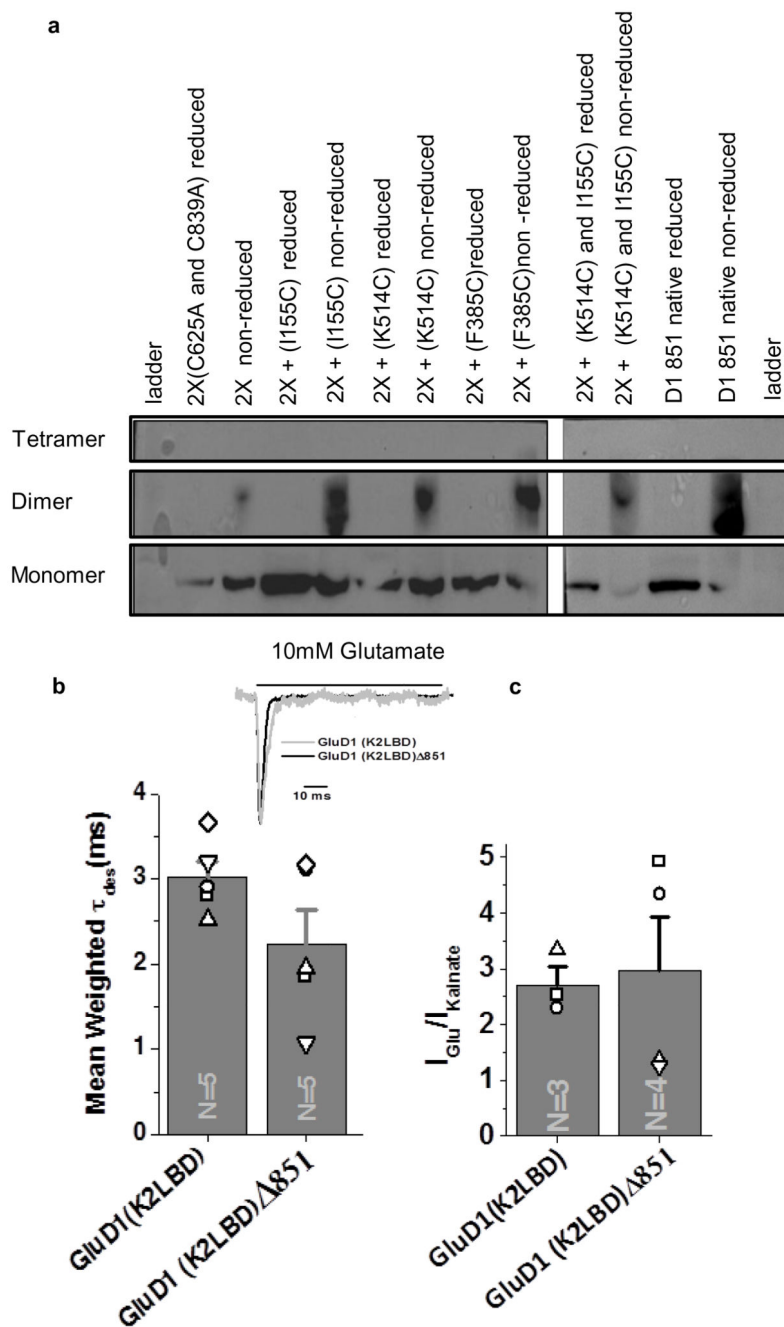 a
ladder
2X(C625A and C839A) reduced
2X non-reduced
2X + (I155C) reduced
2X + (I155C) non-reduced
2X + (K514C) reduced
2X + (K514C) non-reduced
2X + (F385C)reduced
2X + (F385C)non -reduced
2X + (K514C) and I155C) reduced
2X + (K514C) and I155C) non-reduced
D1 851 native reduced
D1 851 native non-reduced
ladder
Tetramer
Dimer
Monomer
10mM Glutamate
b
c
GluD1 (K2LBD)
GluD1 (K2LBD)Δ851
10 ms
Mean Weighted τdes(ms)
4
3
2
1
0
N=5
N=5
GluD1(K2LBD)
GluD1 (K2LBD)Δ851
IGlu/IKainate
5
4
3
2
1
0
N=3
N=4
GluD1(K2LBD)
GluD1 (K2LBD)Δ851